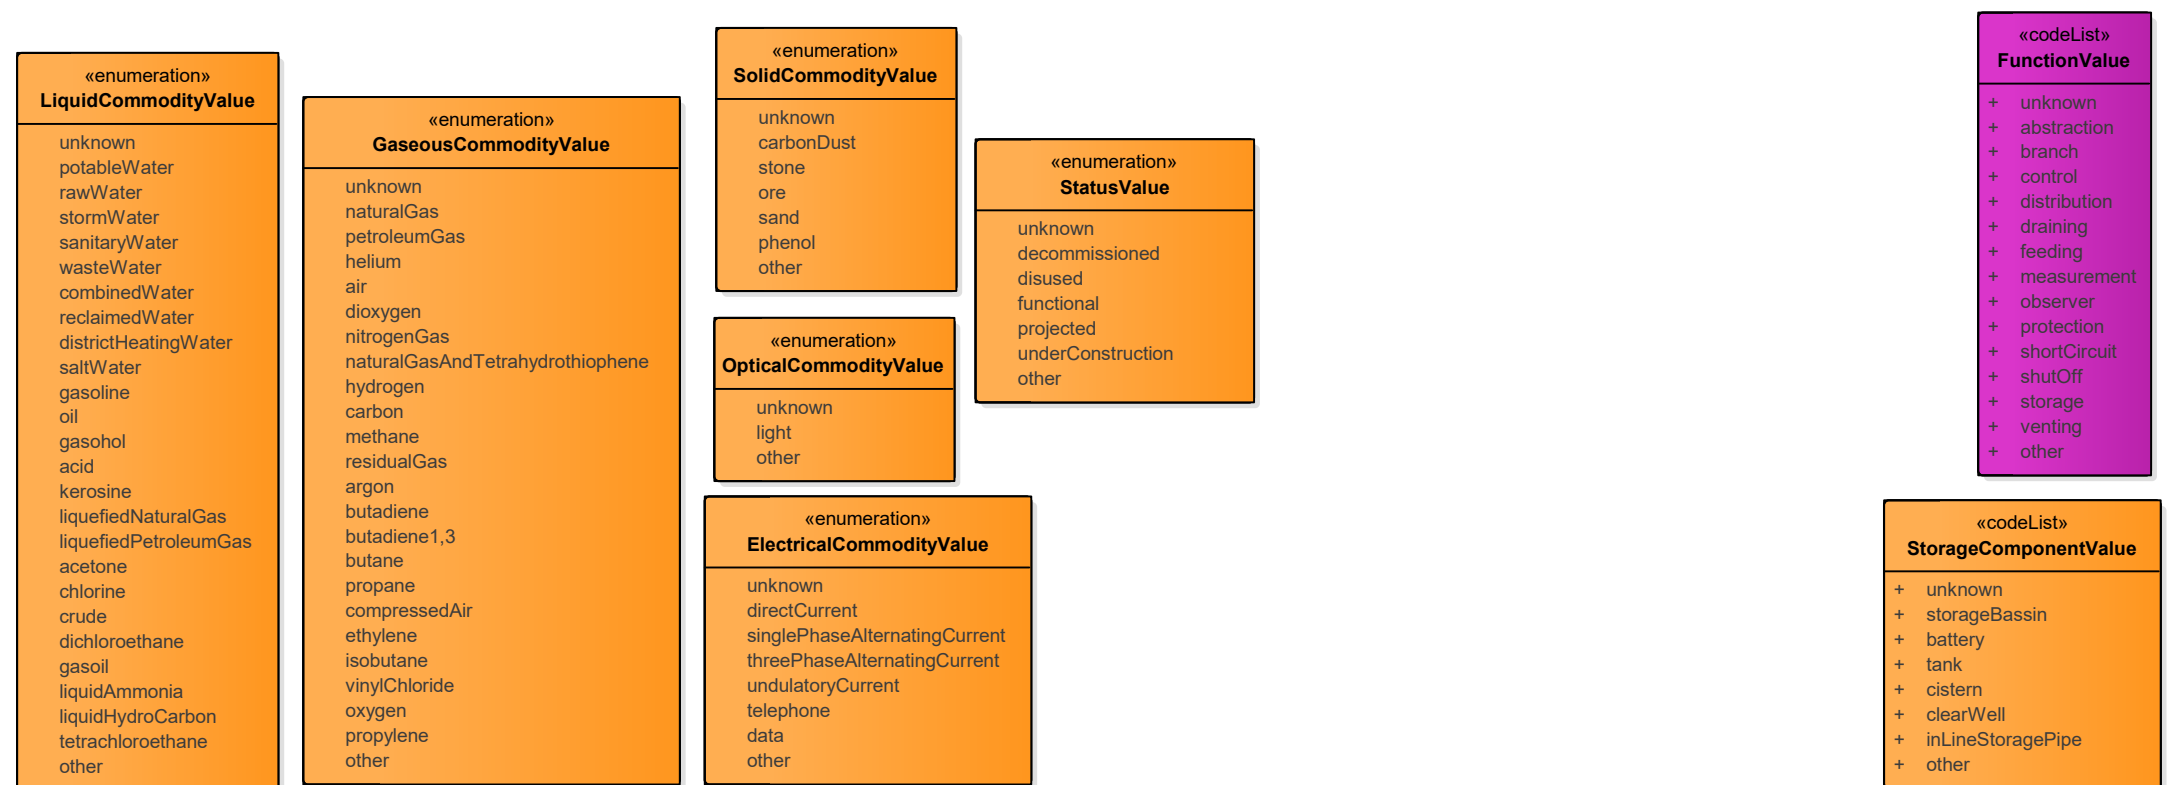 «enumeration»
LiquidCommodityValue
unknown
potableWater
rawWater
stormWater
sanitaryWater
wasteWater
combinedWater
reclaimedWater
districtHeatingWater
saltWater
gasoline
oil
gasohol
acid
kerosine
liquefiedNaturalGas
liquefiedPetroleumGas
acetone
chlorine
crude
dichloroethane
gasoil
liquidAmmonia
liquidHydroCarbon
tetrachloroethane
other
«enumeration»
GaseousCommodityValue
unknown
naturalGas
petroleumGas
helium
air
dioxygen
nitrogenGas
naturalGasAndTetrahydrothiophene
hydrogen
carbon
methane
residualGas
argon
butadiene
butadiene1,3
butane
propane
compressedAir
ethylene
isobutane
vinylChloride
oxygen
propylene
other
«enumeration»
SolidCommodityValue
unknown
carbonDust
stone
ore
sand
phenol
other
«enumeration»
OpticalCommodityValue
unknown
light
other
«enumeration»
ElectricalCommodityValue
unknown
directCurrent
singlePhaseAlternatingCurrent
threePhaseAlternatingCurrent
undulatoryCurrent
telephone
data
other
«enumeration»
StatusValue
unknown
decommissioned
disused
functional
projected
underConstruction
other
«codeList»
FunctionValue
+ unknown
+ abstraction
+ branch
+ control
+ distribution
+ draining
+ feeding
+ measurement
+ observer
+ protection
+ shortCircuit
+ shutOff
+ storage
+ venting
+ other
«codeList»
StorageComponentValue
+ unknown
+ storageBassin
+ battery
+ tank
+ cistern
+ clearWell
+ inLineStoragePipe
+ other